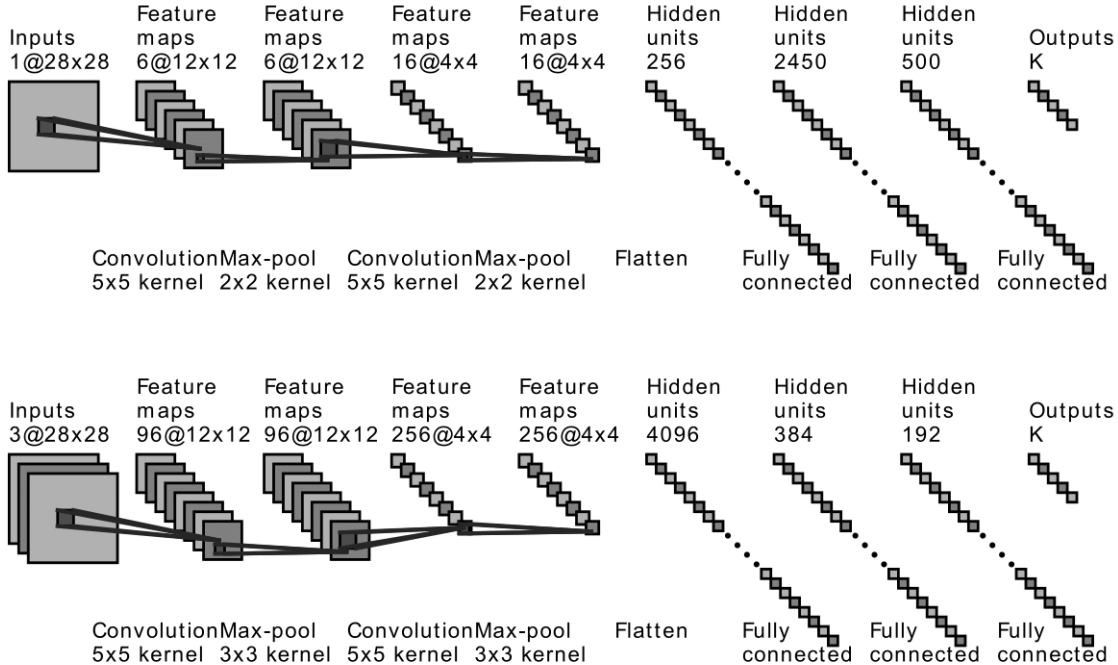 Feature Feature Feature Feature Hidden Hidden Hidden
Inputs maps maps maps maps units units units Outputs
1@28x28 6@12x12 6@12x12 16@4x4 16@4x4 256 2450 500 K
Convolution Max-pool Convolution Max-pool Flatten Fully Fully Fully
5x5 kernel 2x2 kernel 5x5 kernel 2x2 kernel connected connected connected
Feature Feature Feature Feature Hidden Hidden Hidden
Inputs maps maps maps maps units units units Outputs
3@28x28 96@12x12 96@12x12 256@4x4 256@4x4 4096 384 192 K
Convolution Max-pool Convolution Max-pool Flatten Fully Fully Fully
5x5 kernel 3x3 kernel 5x5 kernel 3x3 kernel connected connected connected